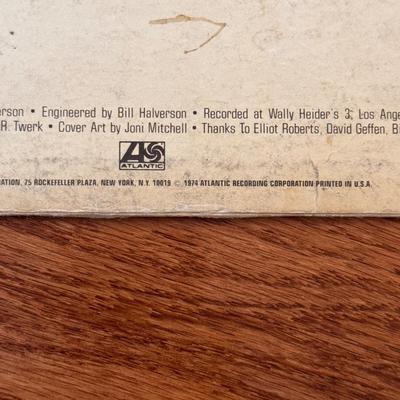 erson • Engineered by Bill Halverson • Recorded at Wally Heider's 3, Los Ange
R. Twerk • Cover Art by Joni Mitchell • Thanks To Elliot Roberts, David Geffen, Bi
ATLANTIC
ATION, 75 ROCKEFELLER PLAZA, NEW YORK, N.Y. 10019 © 1974 ATLANTIC RECORDING CORPORATION PRINTED IN U.S.A.